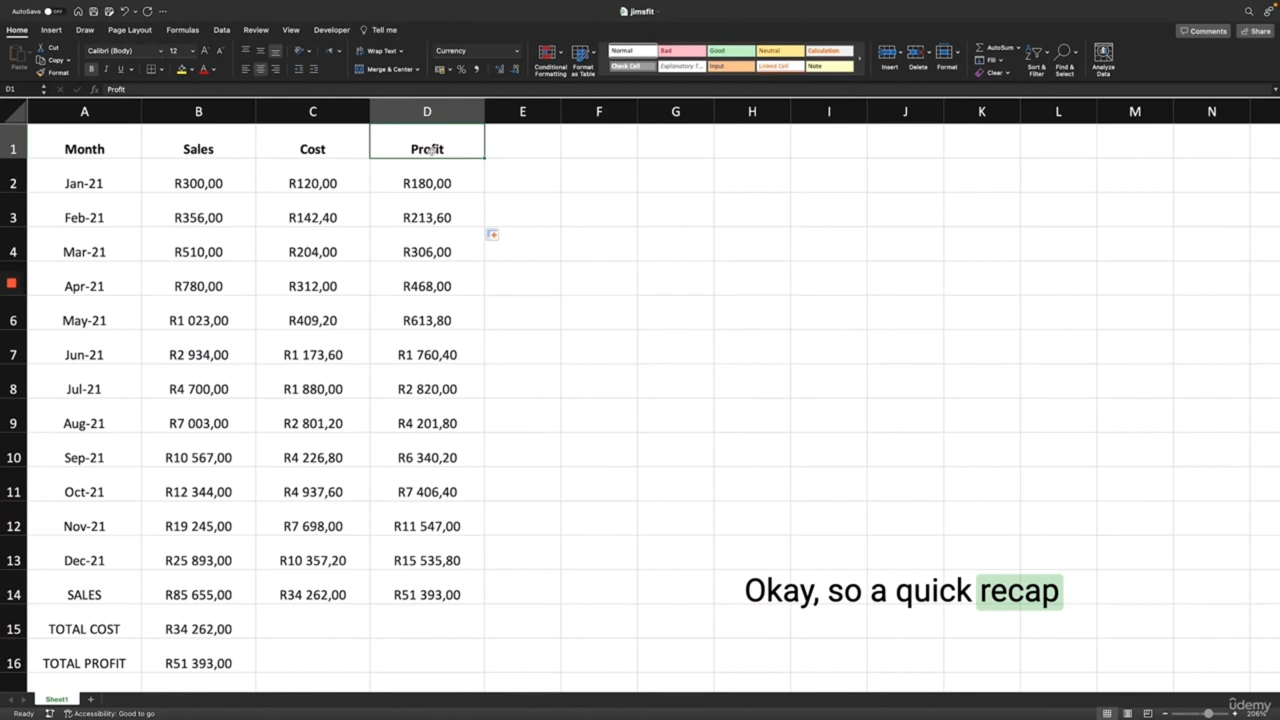 AutoSave OFF
jimsfit
Home Insert Draw Page Layout Formulas Data Review View Developer Tell me
Comments Share
Paste
Cut
Copy
Format
Calibri (Body) 12
B
Wrap Text
Merge & Center
Currency
Conditional
Formatting
Format
as Table
Normal Bad Good Neutral Calculation
Check Cell Explanatory T... Input Linked Cell Note
Insert Delete Format
AutoSum
Fill
Clear
Sort &
Filter
Find &
Select
Analyze
Data
D1 fx Profit
A B C D E F G H I J K L M N
1 Month Sales Cost Profit
2 Jan-21 R300,00 R120,00 R180,00
3 Feb-21 R356,00 R142,40 R213,60
4 Mar-21 R510,00 R204,00 R306,00
Apr-21 R780,00 R312,00 R468,00
6 May-21 R1 023,00 R409,20 R613,80
7 Jun-21 R2 934,00 R1 173,60 R1 760,40
8 Jul-21 R4 700,00 R1 880,00 R2 820,00
9 Aug-21 R7 003,00 R2 801,20 R4 201,80
10 Sep-21 R10 567,00 R4 226,80 R6 340,20
11 Oct-21 R12 344,00 R4 937,60 R7 406,40
12 Nov-21 R19 245,00 R7 698,00 R11 547,00
13 Dec-21 R25 893,00 R10 357,20 R15 535,80
14 SALES R85 655,00 R34 262,00 R51 393,00
15 TOTAL COST R34 262,00
16 TOTAL PROFIT R51 393,00
Okay, so a quick recap
Sheet1
Ready Accessibility: Good to go
206%
udemy